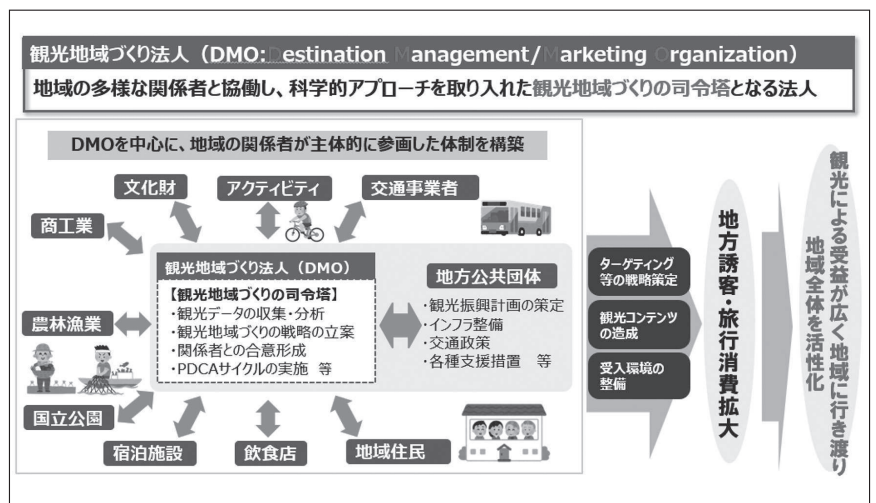 観光地域づくり法人（DMO:Destination Management/Marketing Organization）
地域の多様な関係者と協働し、科学的アプローチを取り入れた観光地域づくりの司令塔となる法人
DMOを中心に、地域の関係者が主体的に参画した体制を構築
文化財
アクティビティ
交通事業者
商工業
農林漁業
国立公園
宿泊施設
飲食店
地域住民
観光地域づくり法人（DMO）
【観光地域づくりの司令塔】
・観光データの収集・分析
・観光地域づくりの戦略の立案
・関係者との合意形成
・PDCAサイクルの実施　等
地方公共団体
・観光振興計画の策定
・インフラ整備
・交通政策
・各種支援措置　等
ターゲティング
等の戦略策定
観光コンテンツ
の造成
受入環境の
整備
地方誘客・旅行消費拡大
観光による受益が広く地域に行き渡り
地域全体を活性化